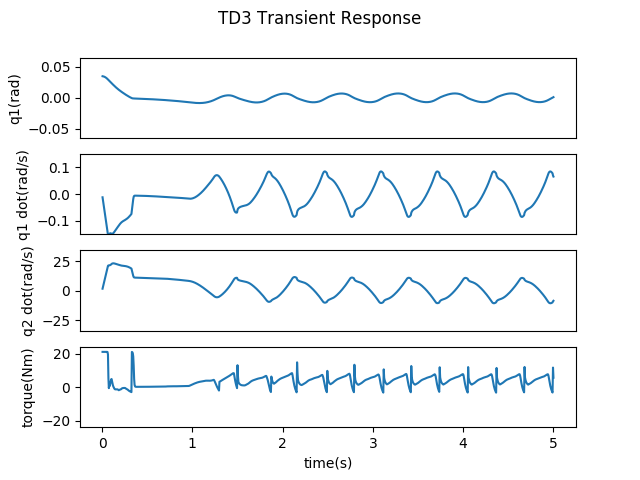 TD3 Transient Response
q1(rad)
0.05
0.00
−0.05
q1 dot(rad/s)
0.1
0.0
−0.1
q2 dot(rad/s)
25
0
−25
torque(Nm)
20
0
−20
0 1 2 3 4 5
time(s)